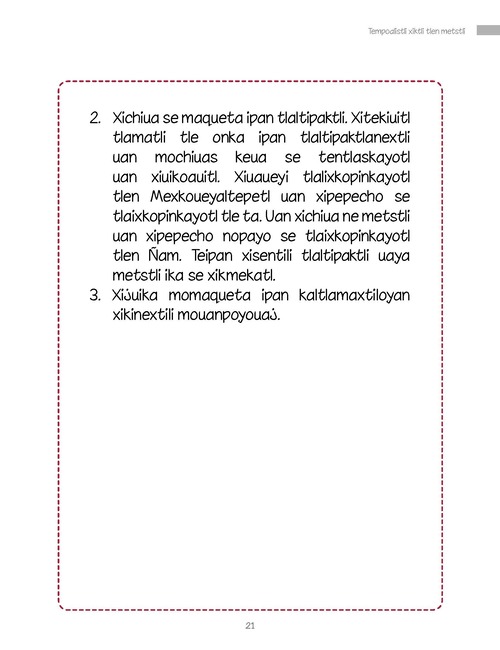 Tempoalistli xiktli tlen metstli
2. Xichiua se maqueta ipan tlaltipaktli. Xitekiuitl
tlamatli tle onka ipan tlaltipaktlanextli
uan mochiuas keua se tentlaskayotl
uan xiuikoauitl. Xiuaueyi tlalixkopinkayotl
tlen Mexkoueyaltepetl uan xipepecho se
tlaixkopinkayotl tle ta. Uan xichiua ne metstli
uan xipepecho nopayo se tlaixkopinkayotl
tlen Ñam. Teipan xisentili tlaltipaktli uaya
metstli ika se xikmekatl.
3. Xijuika momaqueta ipan kaltlamaxtiloyan
xikinextili mouanpoyouaj.
21